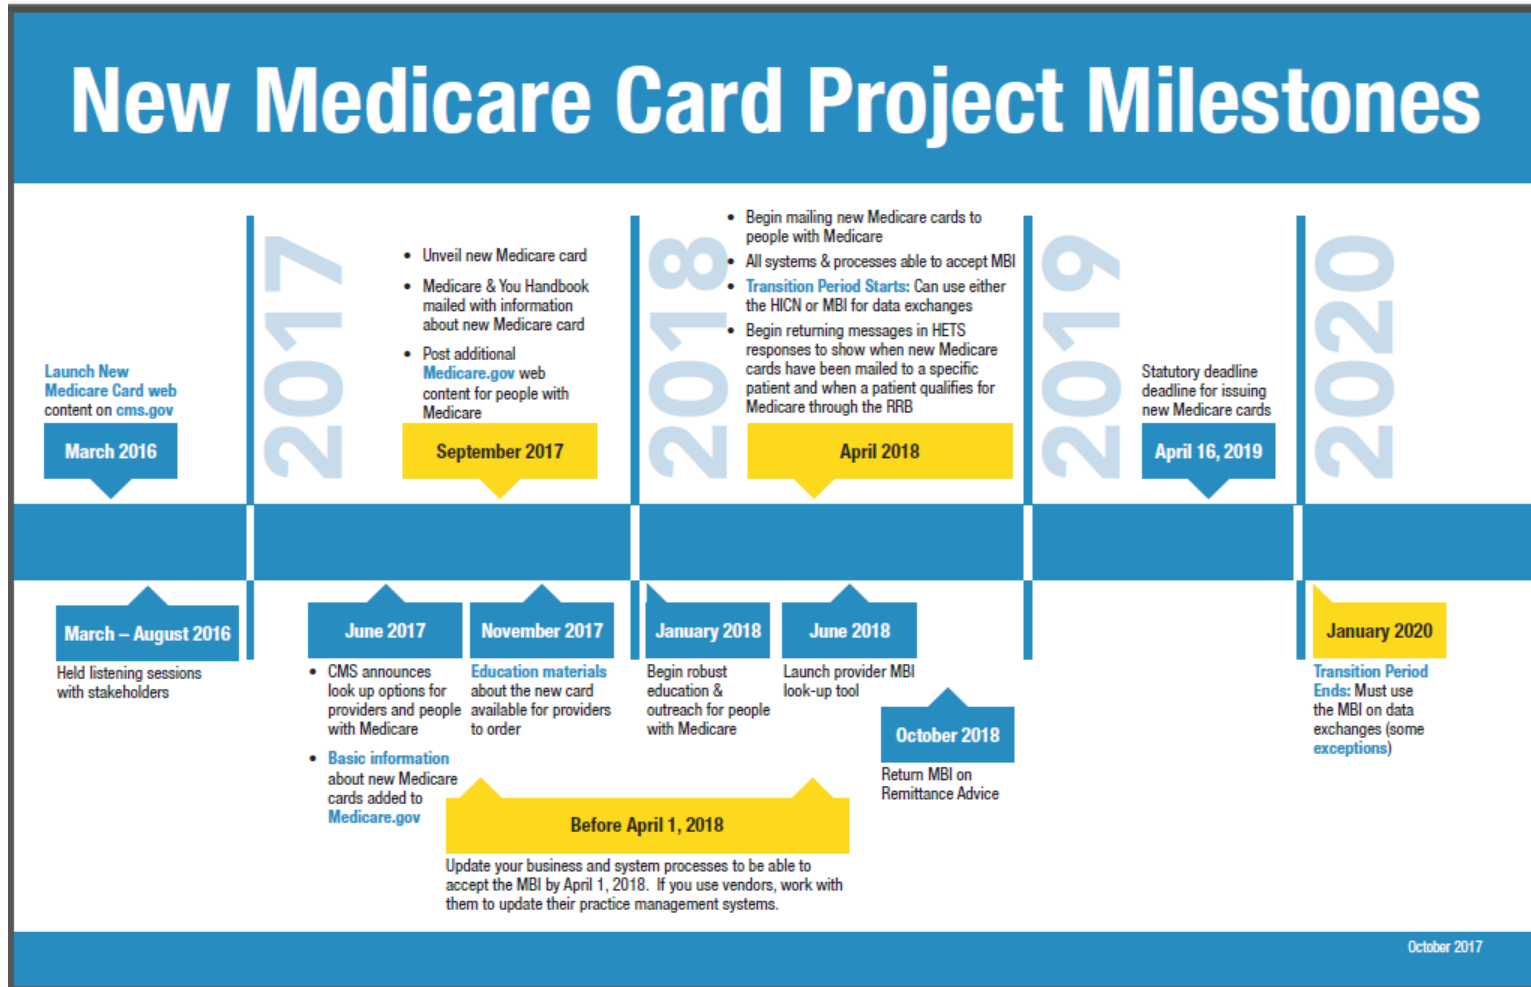 New Medicare Card Project Milestones
Launch New
Medicare Card web
content on cms.gov
March 2016
2017
• Unveil new Medicare card
• Medicare & You Handbook
mailed with information
about new Medicare card
• Post additional
Medicare.gov web
content for people with
Medicare
September 2017
2018
• Begin mailing new Medicare cards to
people with Medicare
• All systems & processes able to accept MBI
• Transition Period Starts: Can use either
the HICN or MBI for data exchanges
• Begin returning messages in HETS
responses to show when new Medicare
cards have been mailed to a specific
patient and when a patient qualifies for
Medicare through the RRB
April 2018
2019
Statutory deadline
deadline for issuing
new Medicare cards
April 16, 2019
2020
March – August 2016
Held listening sessions
with stakeholders
June 2017
• CMS announces
look up options for
providers and people
with Medicare
• Basic information
about new Medicare
cards added to
Medicare.gov
November 2017
Education materials
about the new card
available for providers
to order
January 2018
Begin robust
education &
outreach for people
with Medicare
June 2018
Launch provider MBI
look-up tool
October 2018
Return MBI on
Remittance Advice
Before April 1, 2018
Update your business and system processes to be able to
accept the MBI by April 1, 2018.  If you use vendors, work with
them to update their practice management systems.
January 2020
Transition Period
Ends: Must use
the MBI on data
exchanges (some
exceptions)
October 2017